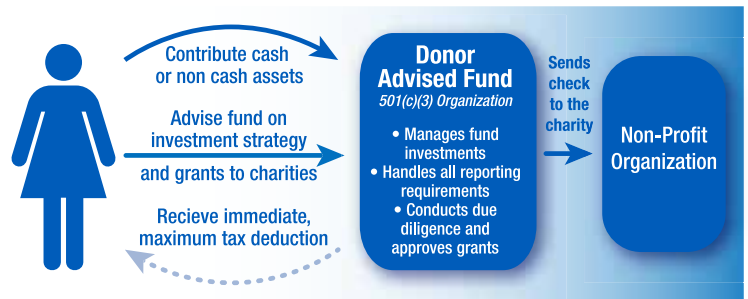 Contribute cash
or non cash assets
Advise fund on
investment strategy
and grants to charities
Recieve immediate,
maximum tax deduction
Donor
Advised Fund
501(c)(3) Organization
• Manages fund
investments
• Handles all reporting
requirements
• Conducts due
diligence and
approves grants
Sends
check
to the
charity
Non-Profit
Organization